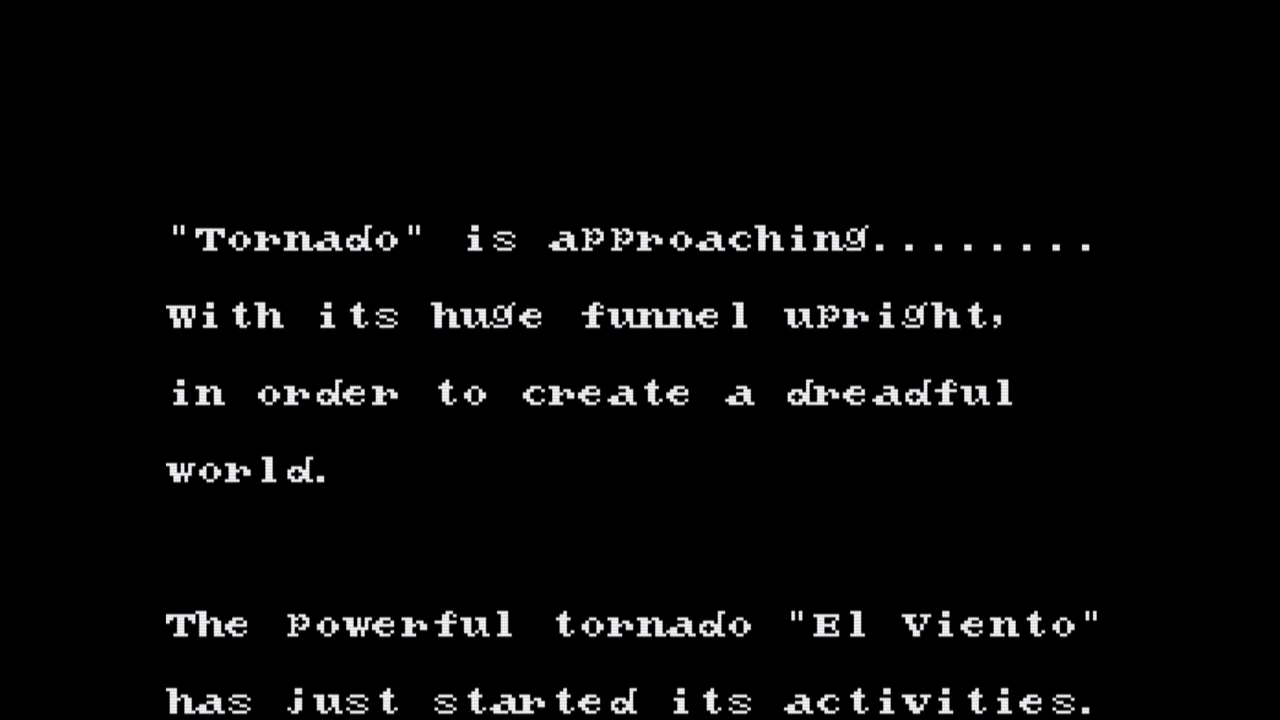 "Tornado" is approaching........
With its huge funnel upright,
in order to create a dreadful
world.
The powerful tornado "El Viento"
has just started its activities.